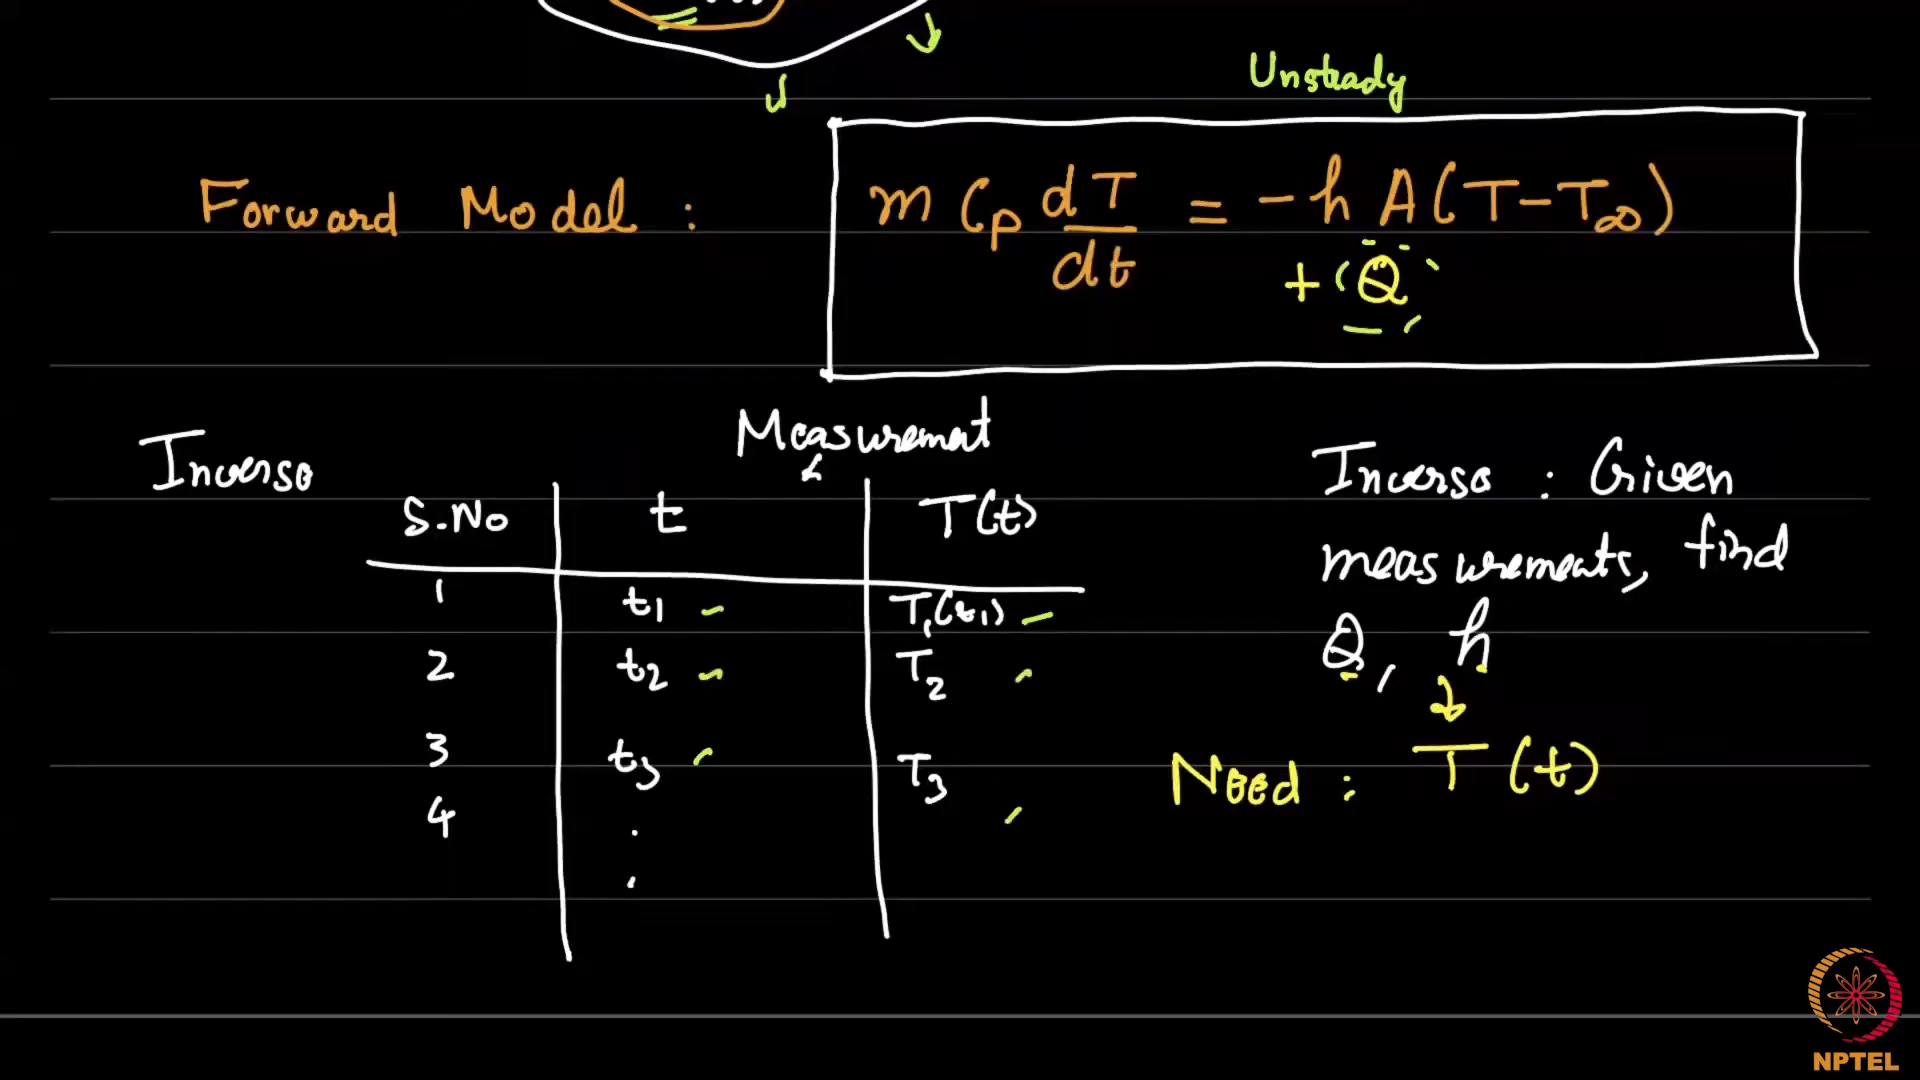 Unsteady
Forward Model : m Cp dT/dt = -h A(T-T∞)
+ Q
Inverse
Measurement
S.No t T(t)
1 t1 T1(t1)
2 t2 T2
3 t3 T3
4 .
.
Inverse : Given
measurements, find
Q, h
Need : T(t)
NPTEL